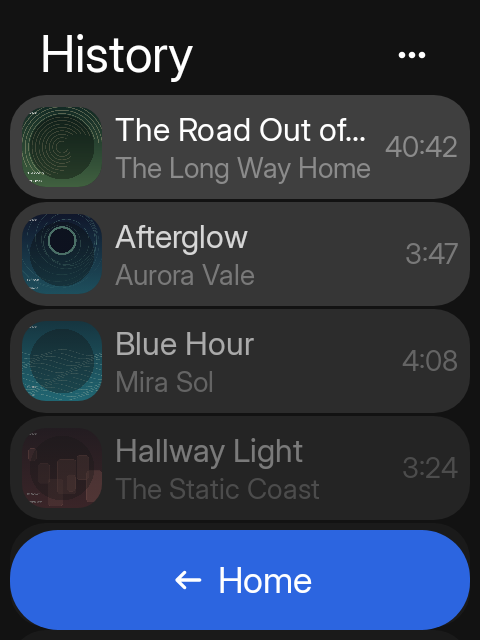 History
The Road Out of...
40:42
The Long Way Home
Afterglow
3:47
Aurora Vale
Blue Hour
4:08
Mira Sol
Hallway Light
3:24
The Static Coast
← Home